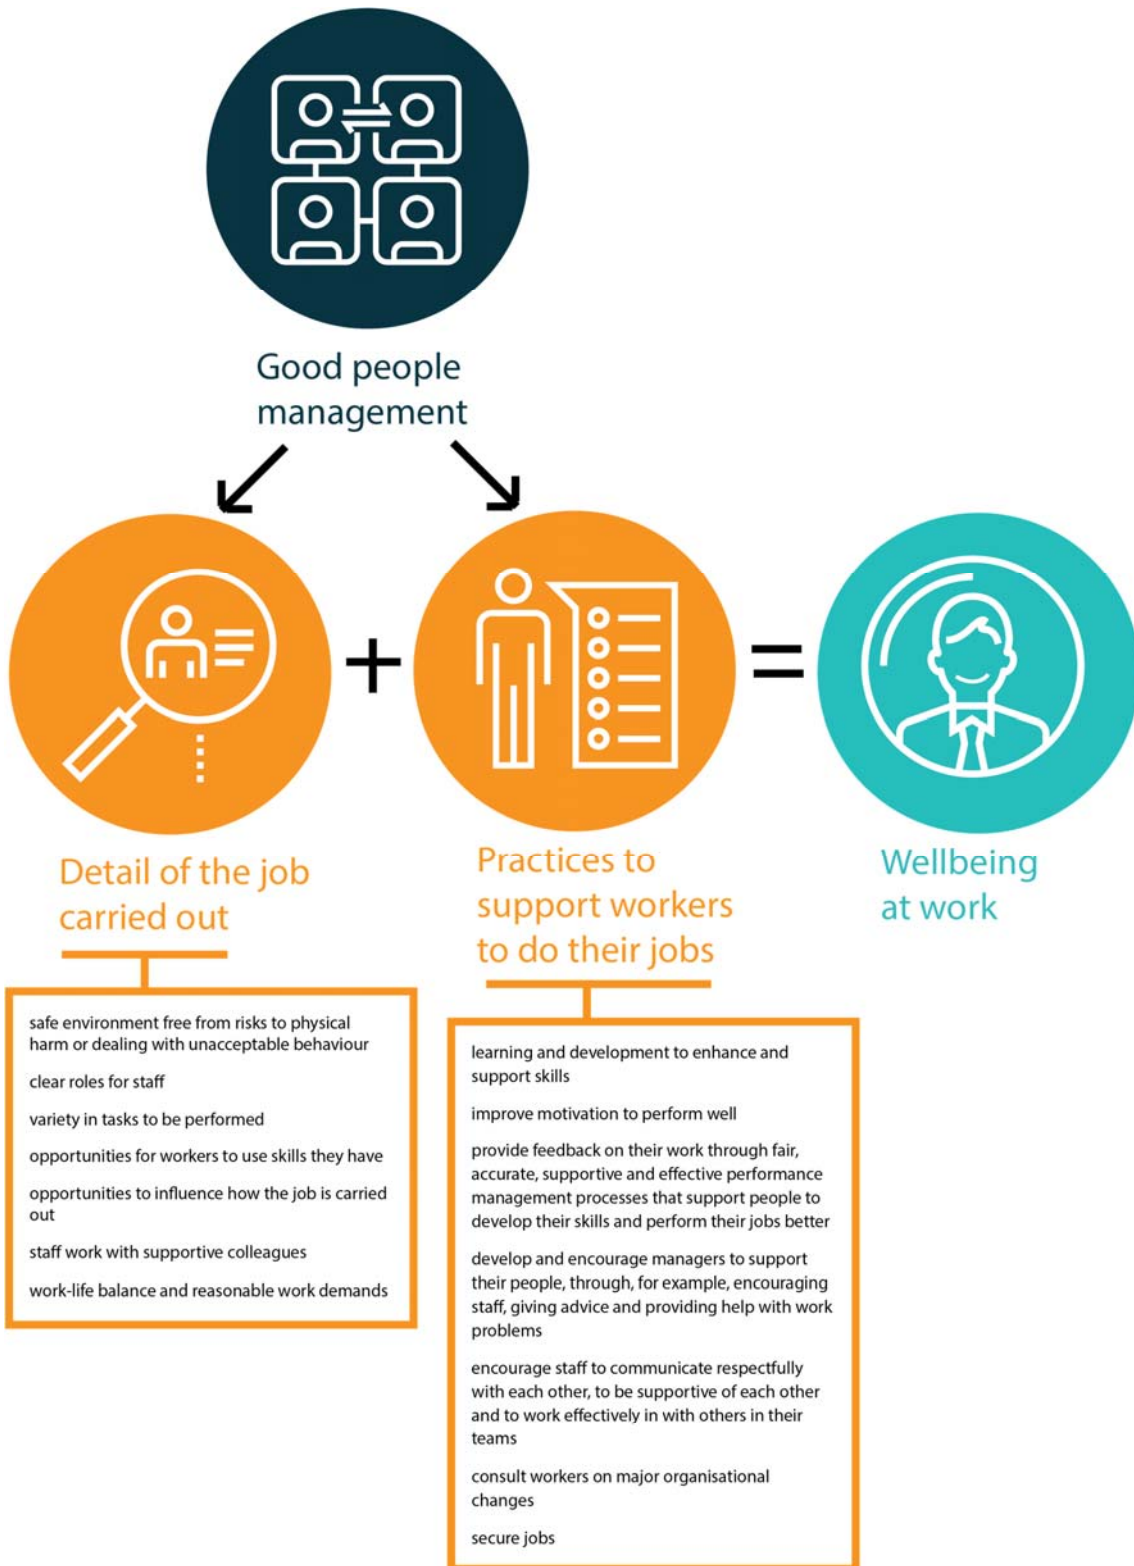 Good people
management
Detail of the job
carried out
safe environment free from risks to physical
harm or dealing with unacceptable behaviour
clear roles for staff
variety in tasks to be performed
opportunities for workers to use skills they have
opportunities to influence how the job is carried
out
staff work with supportive colleagues
work-life balance and reasonable work demands
Practices to
support workers
to do their jobs
learning and development to enhance and
support skills
improve motivation to perform well
provide feedback on their work through fair,
accurate, supportive and effective performance
management processes that support people to
develop their skills and perform their jobs better
develop and encourage managers to support
their people, through, for example, encouraging
staff, giving advice and providing help with work
problems
encourage staff to communicate respectfully
with each other, to be supportive of each other
and to work effectively in with others in their
teams
consult workers on major organisational
changes
secure jobs
Wellbeing
at work